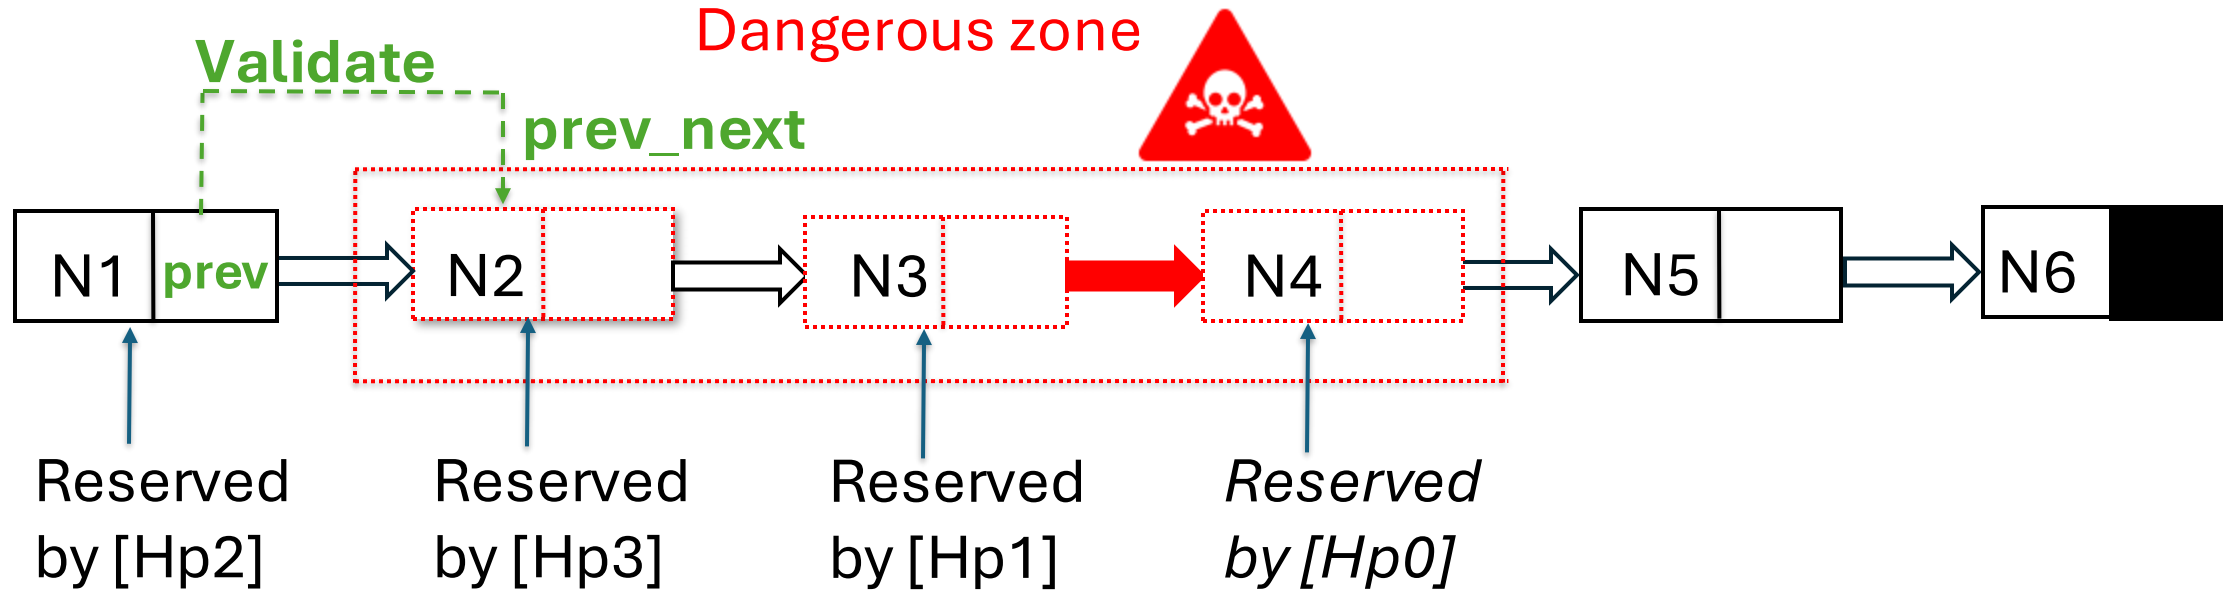 Dangerous zone
Validate
prev_next
N1 prev
N2
N3
N4
N5
N6
Reserved
by [Hp2]
Reserved
by [Hp3]
Reserved
by [Hp1]
Reserved
by [Hp0]